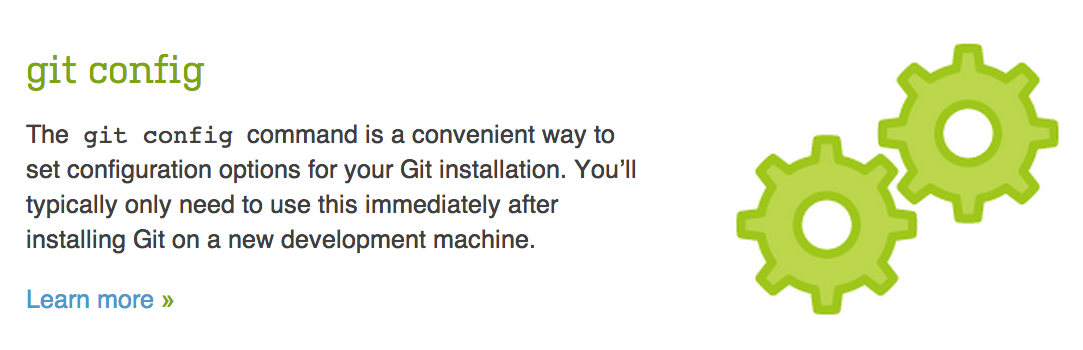 git config
The git config command is a convenient way to
set configuration options for your Git installation. You’ll
typically only need to use this immediately after
installing Git on a new development machine.
Learn more »